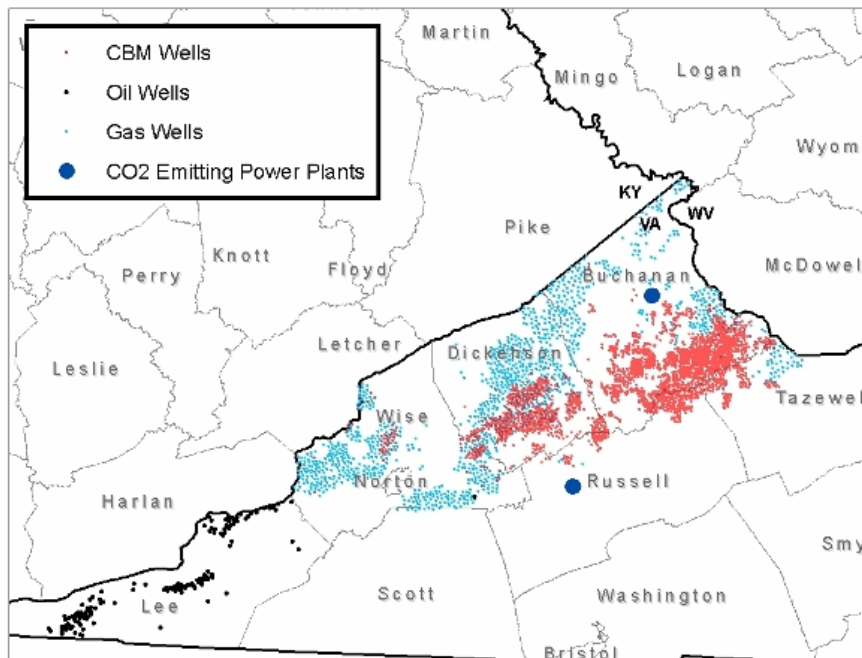 CBM Wells
Oil Wells
Gas Wells
CO2 Emitting Power Plants
Martin
Mingo
Logan
Wyom
KY
VA
WV
Pike
Knott
Floyd
Perry
Buchanan
McDowel
Letcher
Dickenson
Leslie
Tazewel
Wise
Norton
Russell
Harlan
Smy
Scott
Washington
Lee
Bristol